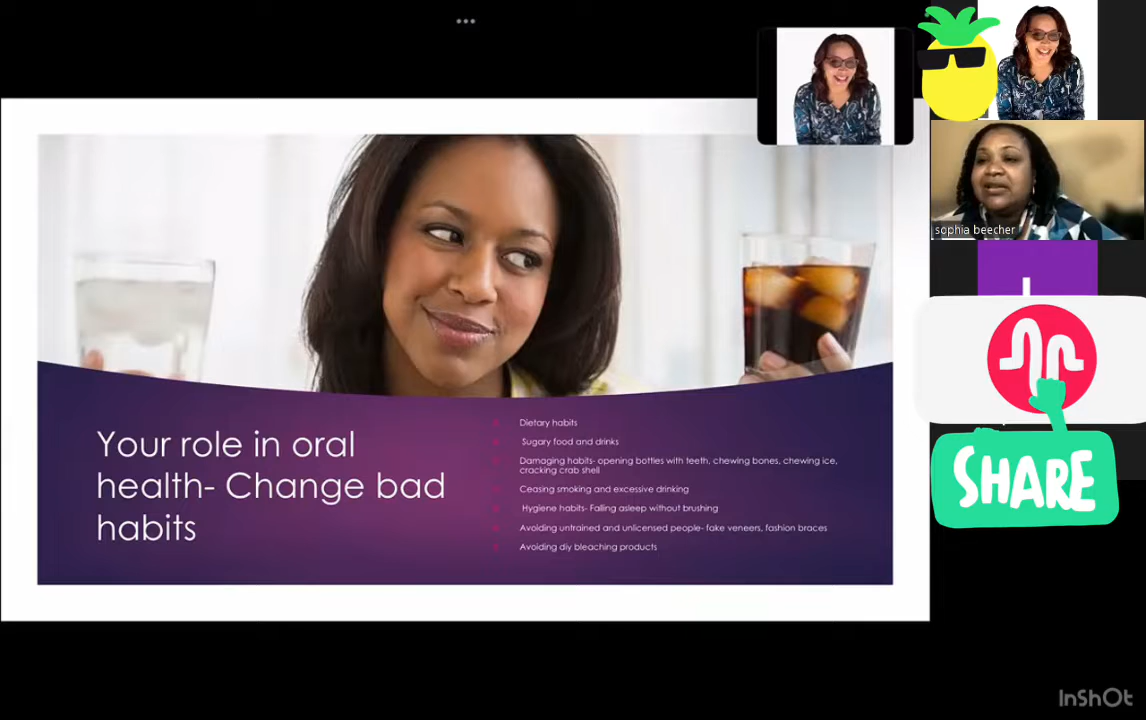 sophia beecher
Your role in oral
health- Change bad
habits
Dietary habits
Sugary food and drinks
Damaging habits- opening bottles with teeth, chewing bones, chewing ice,
cracking crab shell
Ceasing smoking and excessive drinking
Hygiene habits- Falling asleep without brushing
Avoiding untrained and unlicensed people- fake veneers, fashion braces
Avoiding diy bleaching products
SHARE
InShOt